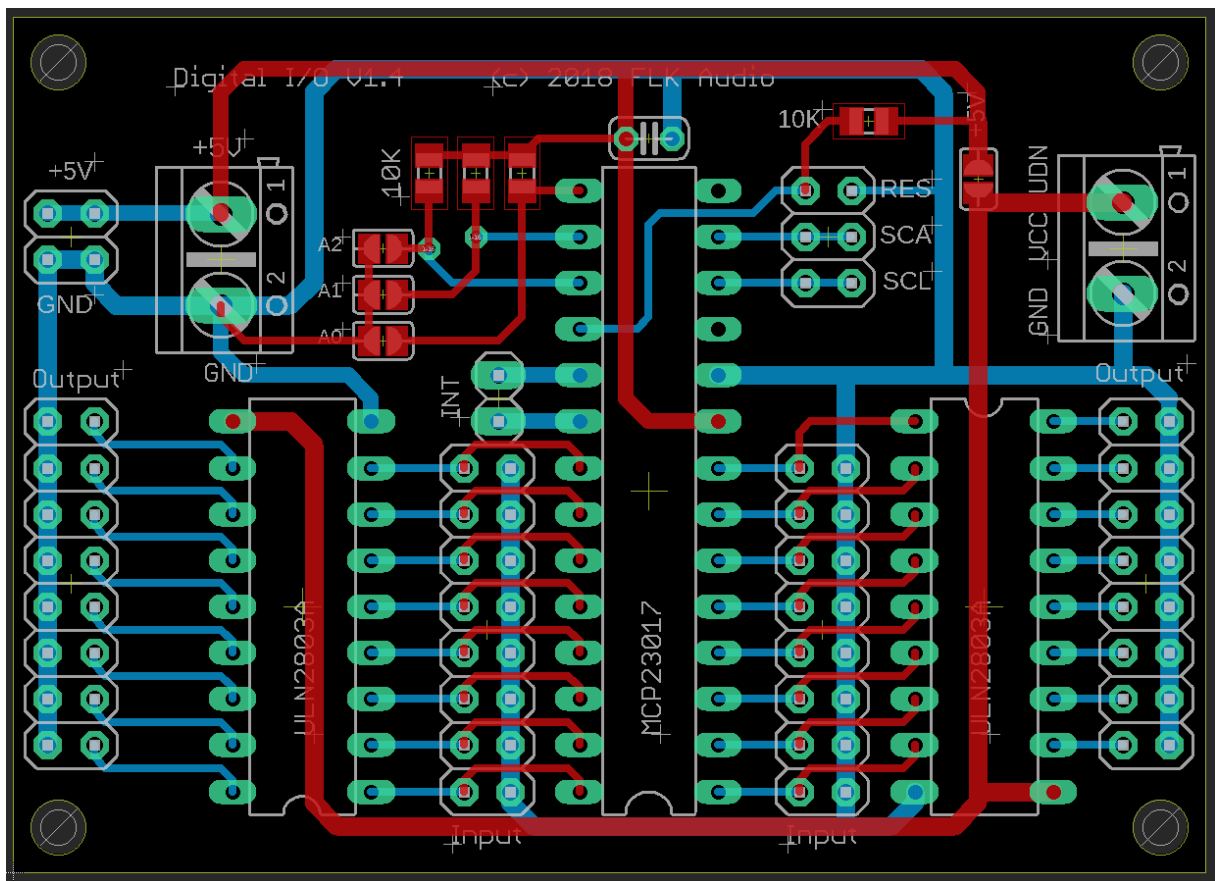 Digital I/O V1.4
(c) 2018 FLK Audio
+5V
+5V
10K
10K
+5V
1
2
A2
A1
A0
RES
SCA
SCL
VCC UDN
GND
1
2
GND
GND
Output
INT
Output
ULN2803A
MCP23017
ULN2803A
Input
Input